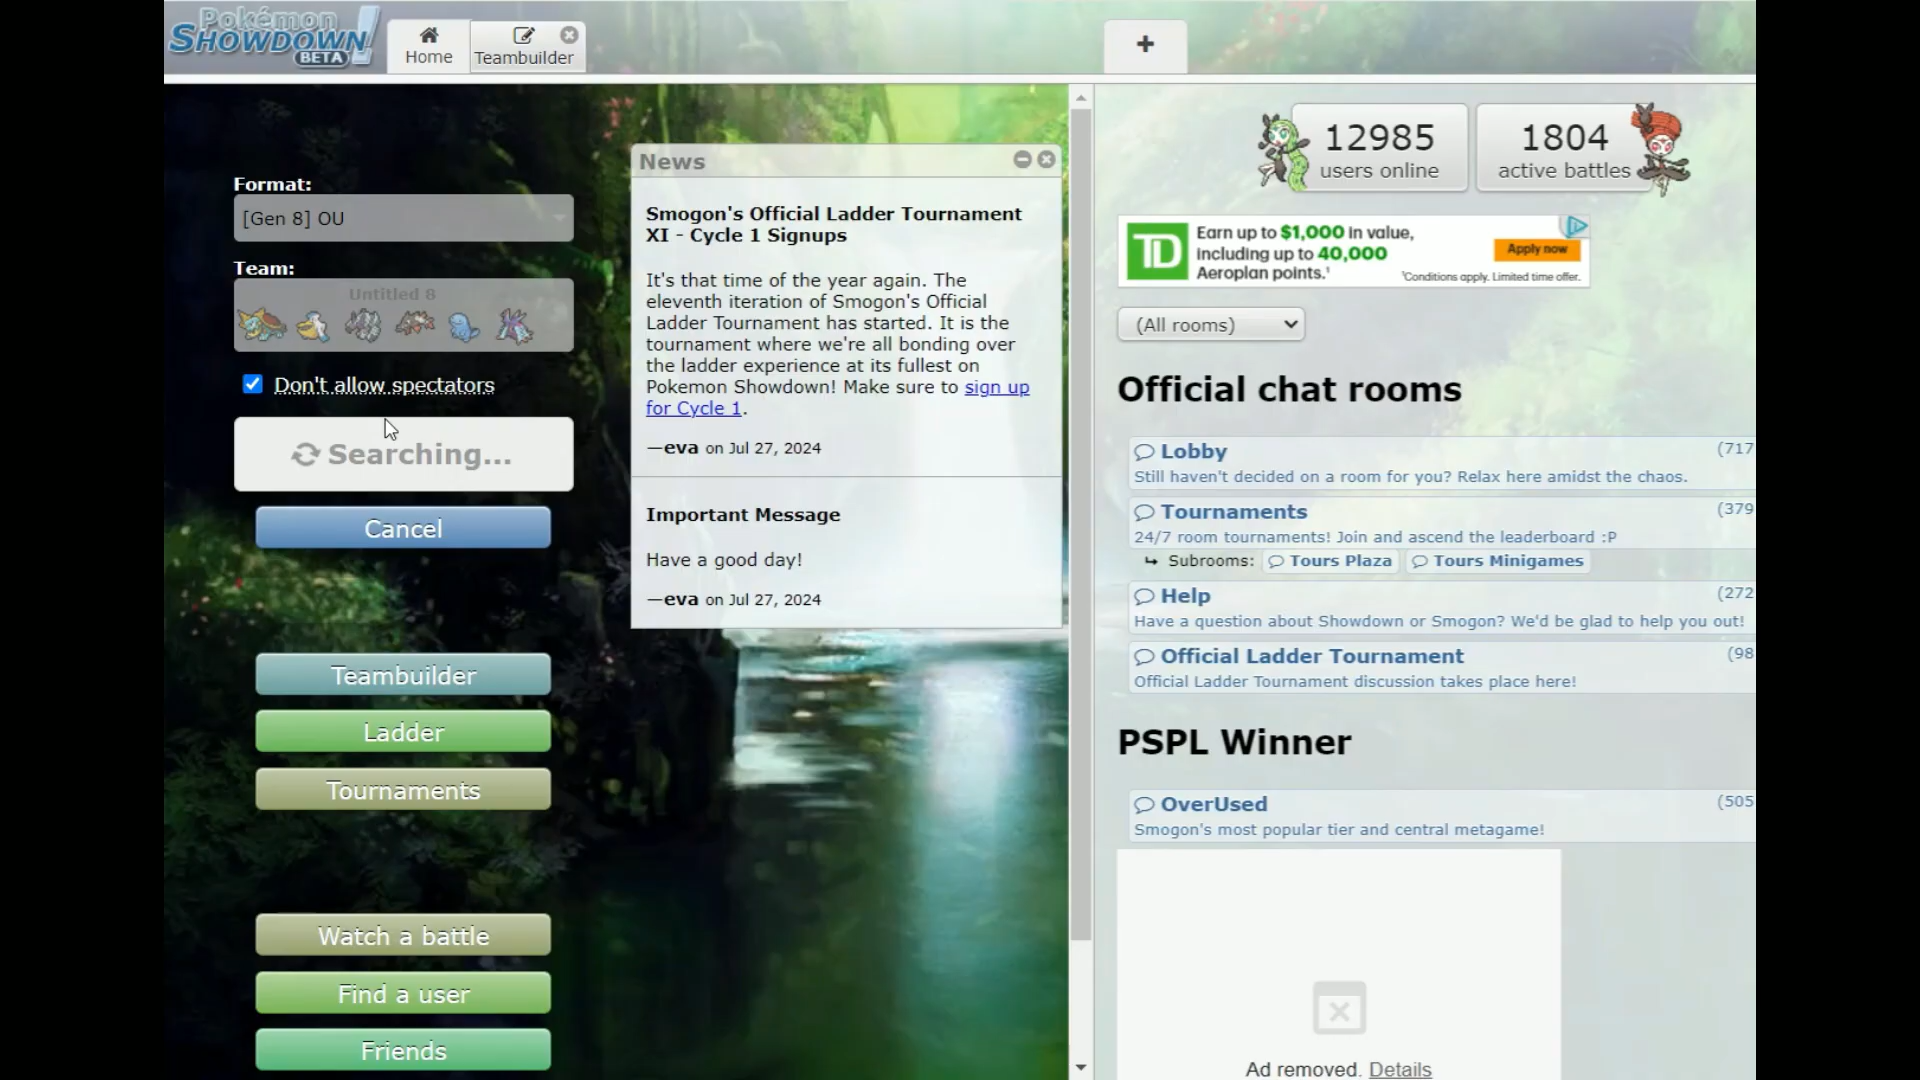 Pokémon
SHOWDOWN!
BETA
Home
Teambuilder
+
Format:
[Gen 8] OU
Team:
Untitled 8
Don't allow spectators
Searching...
Cancel
Teambuilder
Ladder
Tournaments
Watch a battle
Find a user
Friends
News
Smogon's Official Ladder Tournament
XI - Cycle 1 Signups
It's that time of the year again. The
eleventh iteration of Smogon's Official
Ladder Tournament has started. It is the
tournament where we're all bonding over
the ladder experience at its fullest on
Pokemon Showdown! Make sure to sign up
for Cycle 1.
—eva on Jul 27, 2024
Important Message
Have a good day!
—eva on Jul 27, 2024
12985
users online
1804
active battles
TD
Earn up to $1,000 in value,
including up to 40,000
Aeroplan points.¹
Apply now
¹Conditions apply. Limited time offer.
(All rooms)
Official chat rooms
Lobby (717
Still haven't decided on a room for you? Relax here amidst the chaos.
Tournaments (379
24/7 room tournaments! Join and ascend the leaderboard :P
Subrooms: Tours Plaza Tours Minigames
Help (272
Have a question about Showdown or Smogon? We'd be glad to help you out!
Official Ladder Tournament (98
Official Ladder Tournament discussion takes place here!
PSPL Winner
OverUsed (505
Smogon's most popular tier and central metagame!
Ad removed. Details